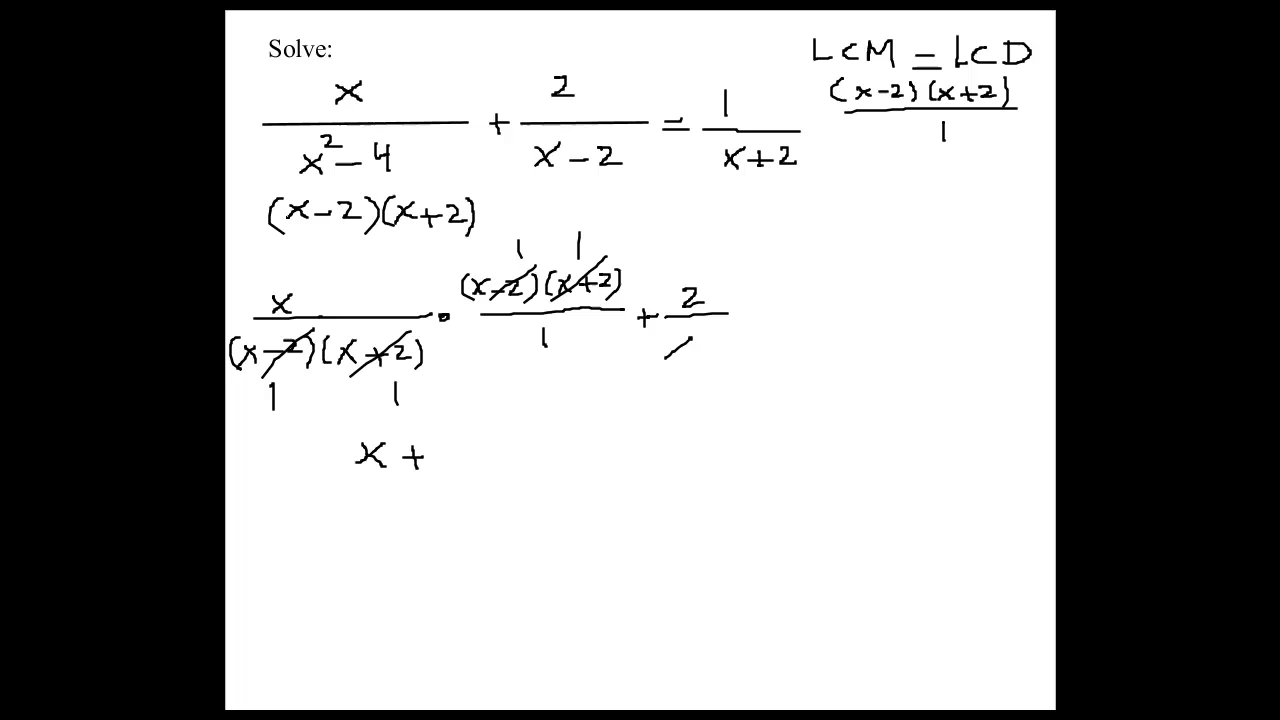 Solve:
LCM = LCD
x/(x² - 4) + 2/(x - 2) = 1/(x + 2)
(x-2)(x+2)/1
(x-2)(x+2)
x/((x-2)(x+2)) · (x-2)(x+2)/1 + 2/
1 1
1 1
x +